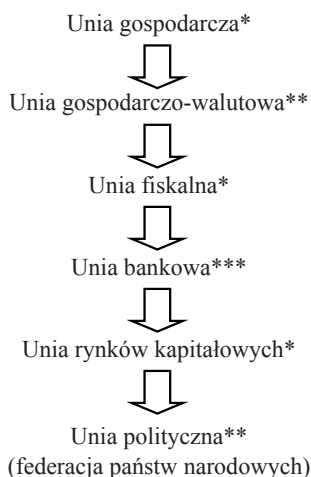 Unia gospodarcza*
Unia gospodarczo-walutowa**
Unia fiskalna*
Unia bankowa***
Unia rynków kapitałowych*
Unia polityczna**
(federacja państw narodowych)